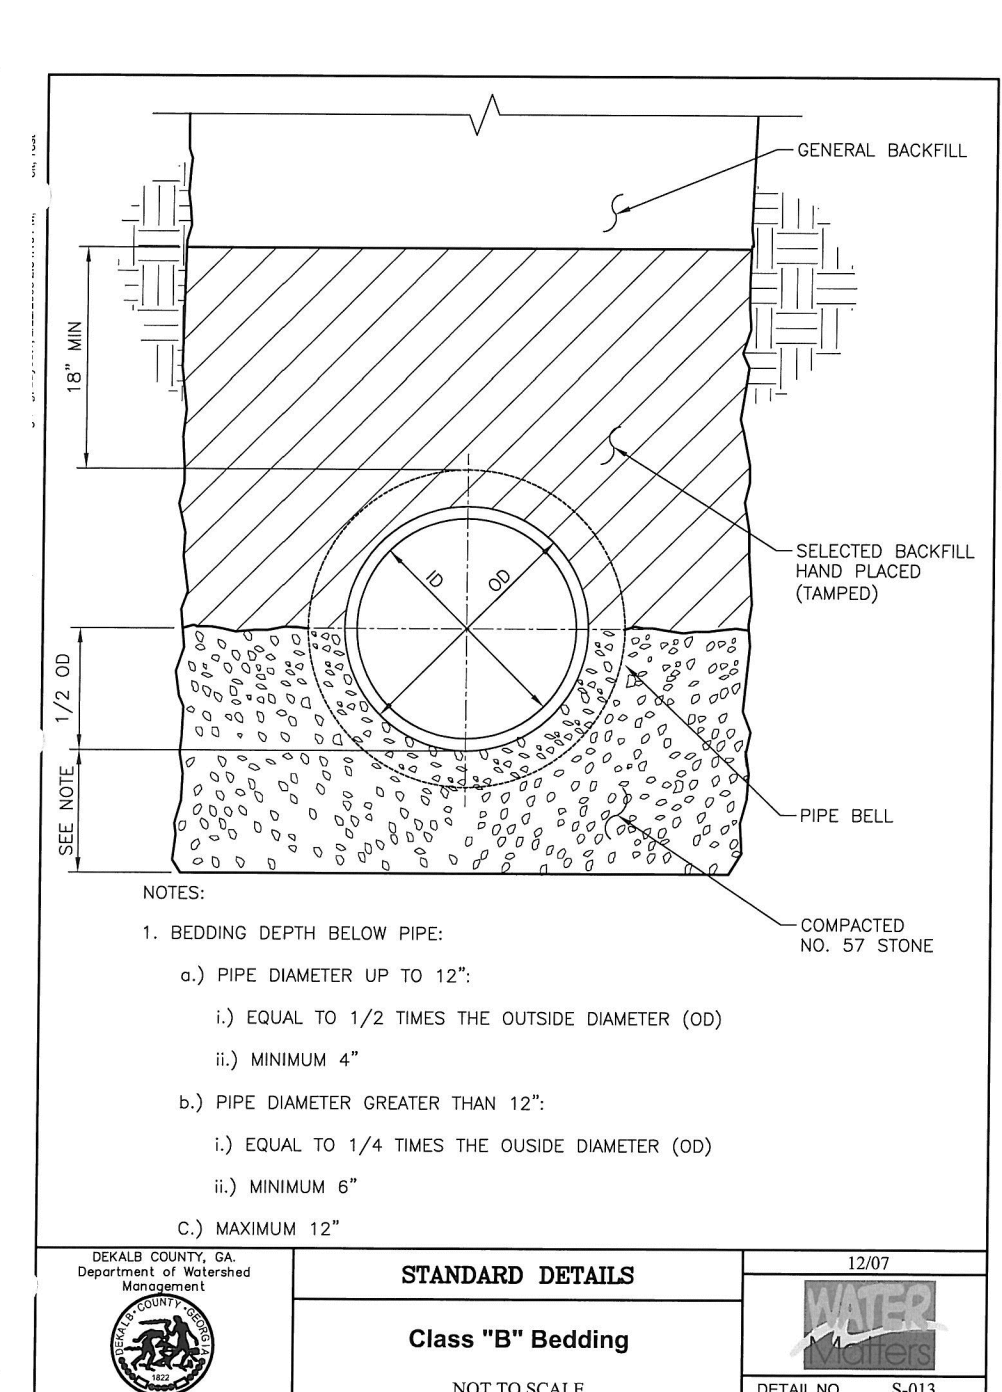 GENERAL BACKFILL
18" MIN
SELECTED BACKFILL
HAND PLACED
(TAMPED)
ID
OD
1/2 OD
SEE NOTE
PIPE BELL
COMPACTED
NO. 57 STONE
NOTES:
1. BEDDING DEPTH BELOW PIPE:
a.) PIPE DIAMETER UP TO 12":
i.) EQUAL TO 1/2 TIMES THE OUTSIDE DIAMETER (OD)
ii.) MINIMUM 4"
b.) PIPE DIAMETER GREATER THAN 12":
i.) EQUAL TO 1/4 TIMES THE OUSIDE DIAMETER (OD)
ii.) MINIMUM 6"
C.) MAXIMUM 12"
DEKALB COUNTY, GA.
Department of Watershed
Management
DEKALB COUNTY GEORGIA
1822
STANDARD DETAILS
Class "B" Bedding
NOT TO SCALE
12/07
WATER
Matters
DETAIL NO. S-013